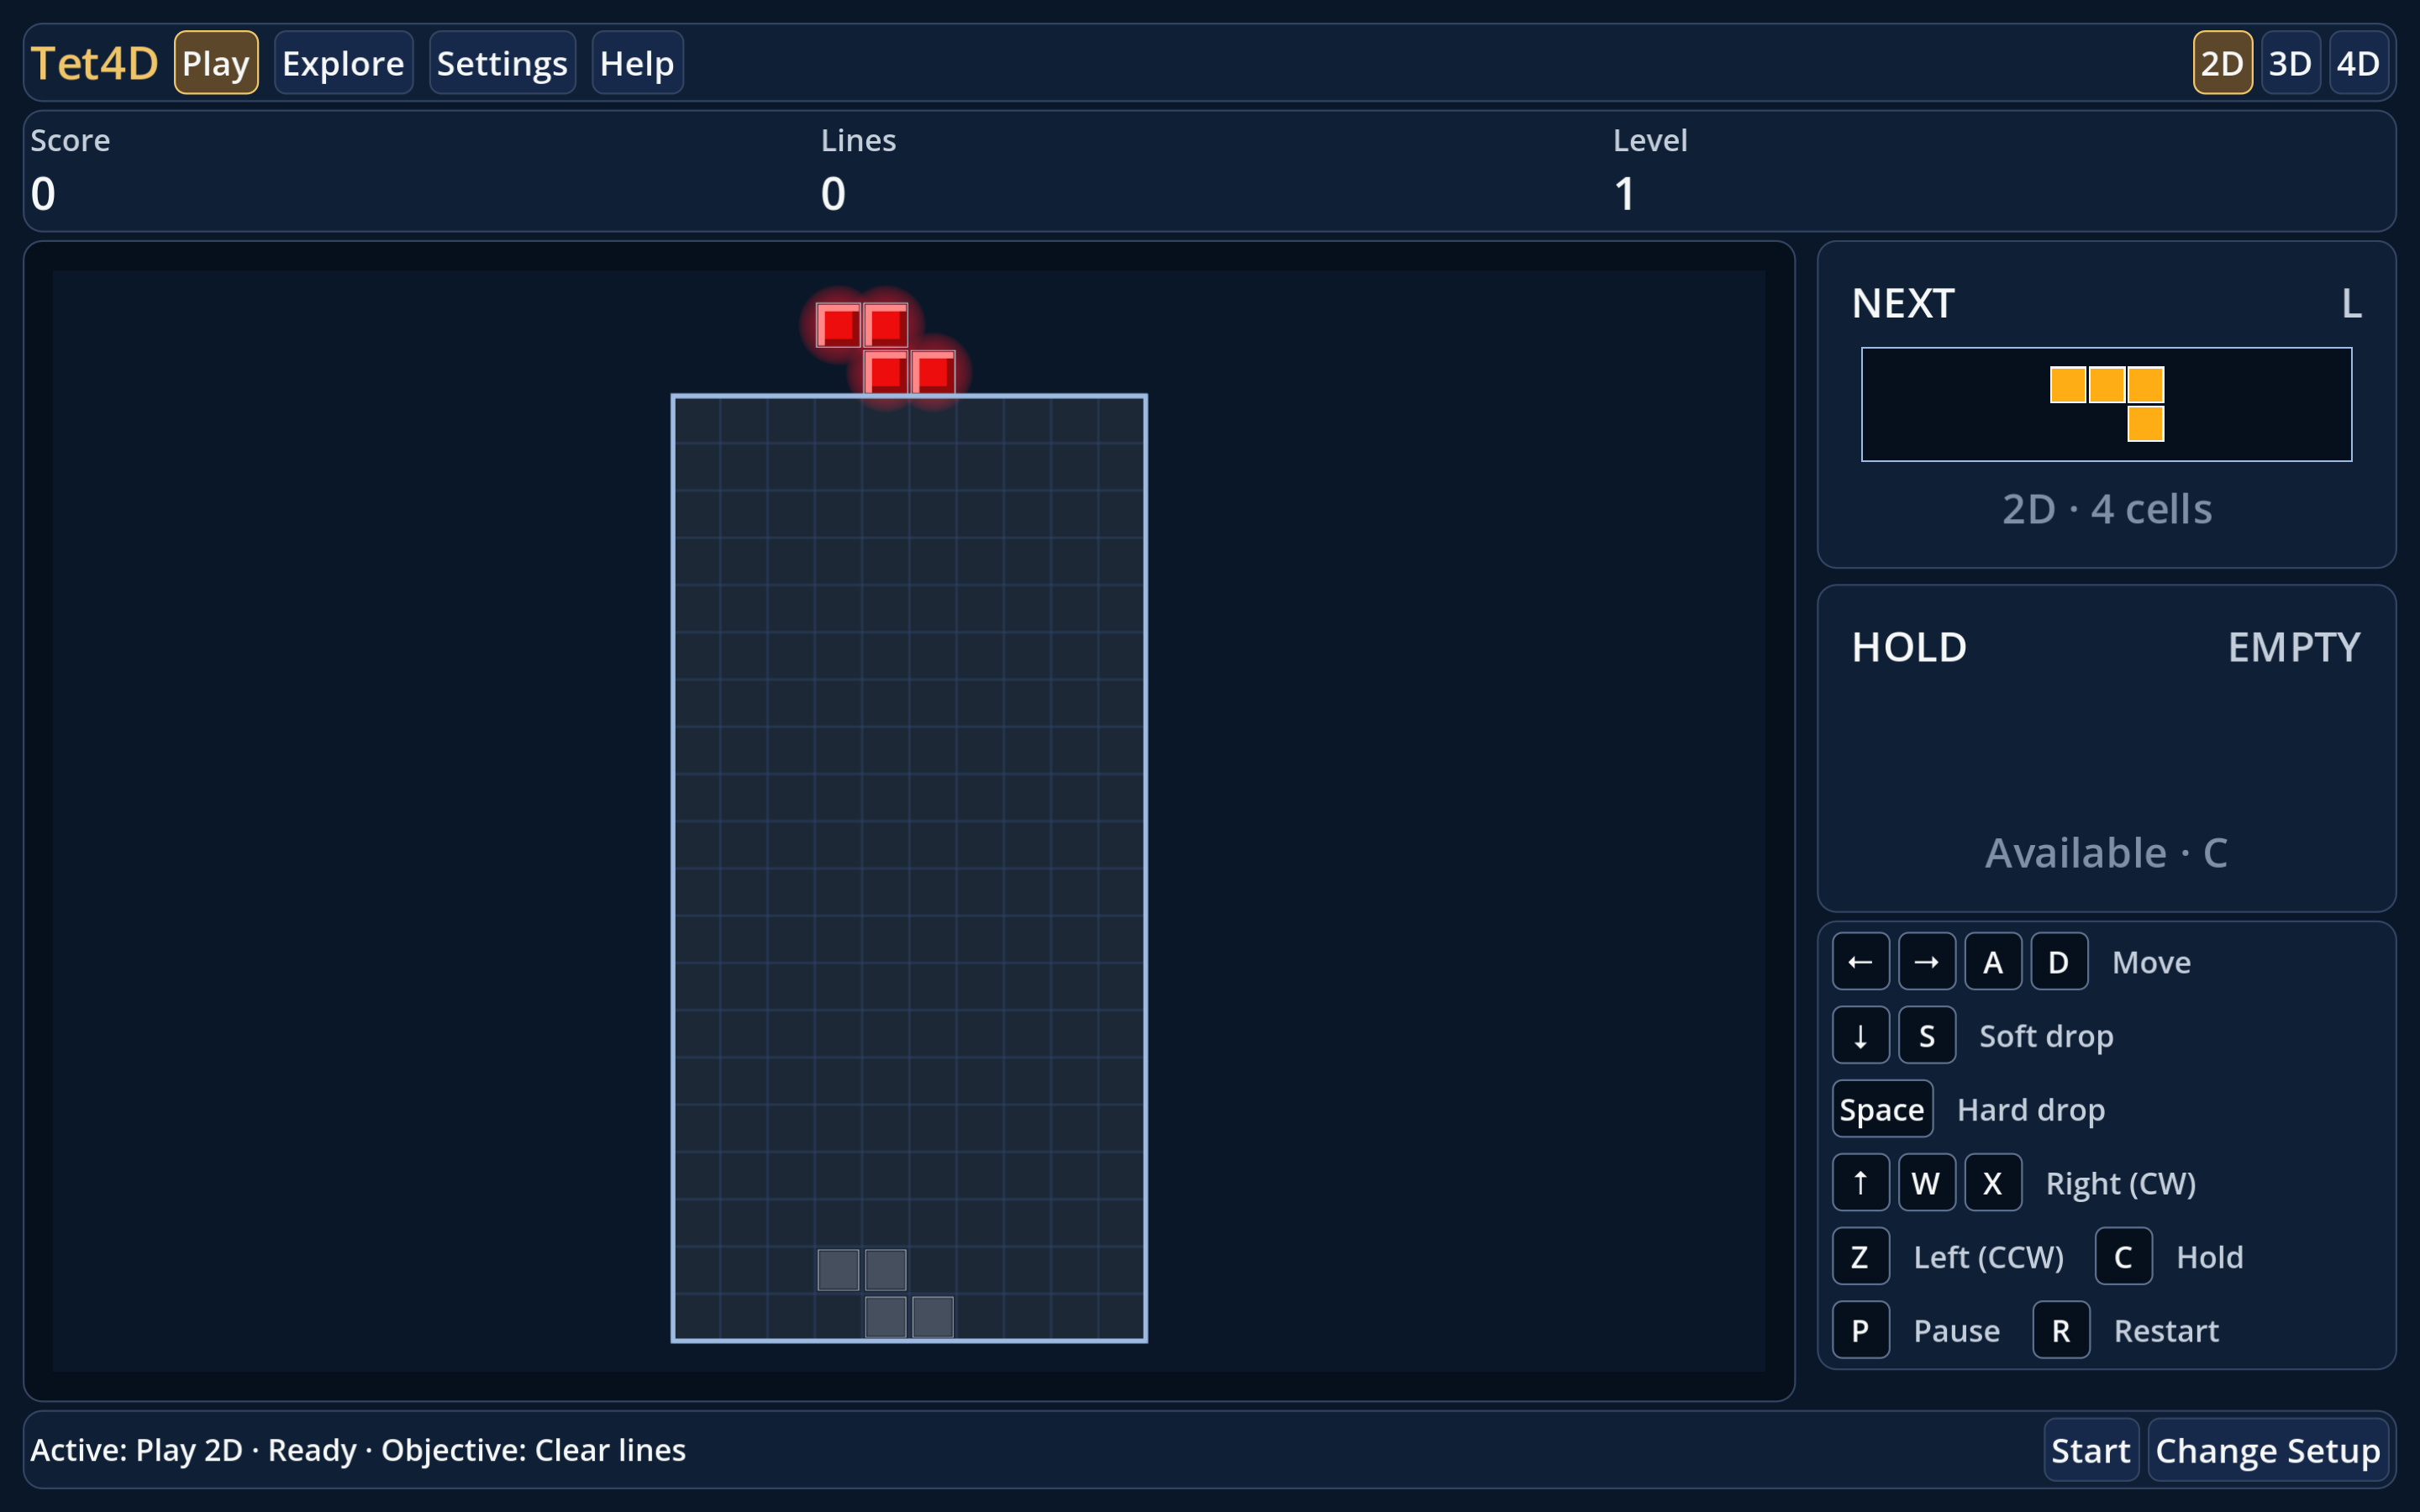 Tet4D Play Explore Settings Help 2D 3D 4D
Score Lines Level
0 0 1
NEXT L
2D · 4 cells
HOLD EMPTY
Available · C
← → A D Move
↓ S Soft drop
Space Hard drop
↑ W X Right (CW)
Z Left (CCW) C Hold
P Pause R Restart
Active: Play 2D · Ready · Objective: Clear lines Start Change Setup